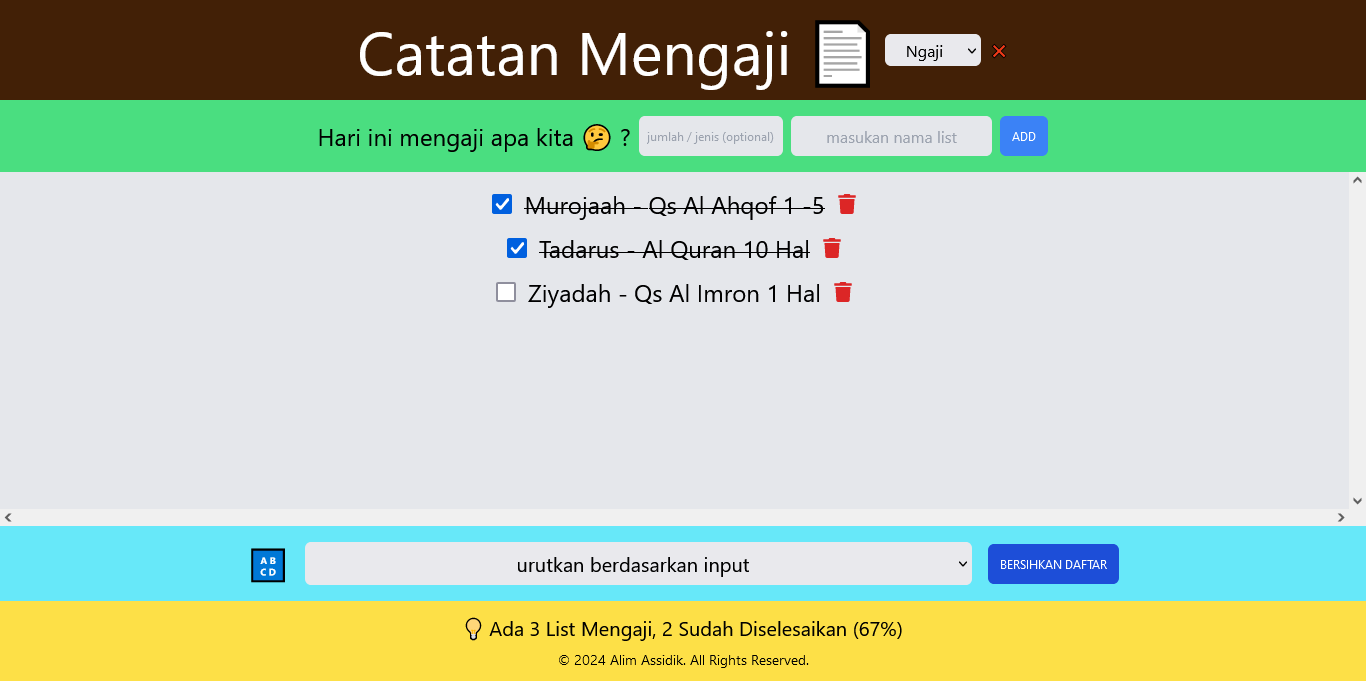 Catatan Mengaji
Ngaji
Hari ini mengaji apa kita 🤔 ?
jumlah / jenis (optional)
masukan nama list
ADD
Murojaah - Qs Al Ahqof 1 -5
Tadarus - Al Quran 10 Hal
Ziyadah - Qs Al Imron 1 Hal
AB
CD
urutkan berdasarkan input
BERSIHKAN DAFTAR
Ada 3 List Mengaji, 2 Sudah Diselesaikan (67%)
© 2024 Alim Assidik. All Rights Reserved.